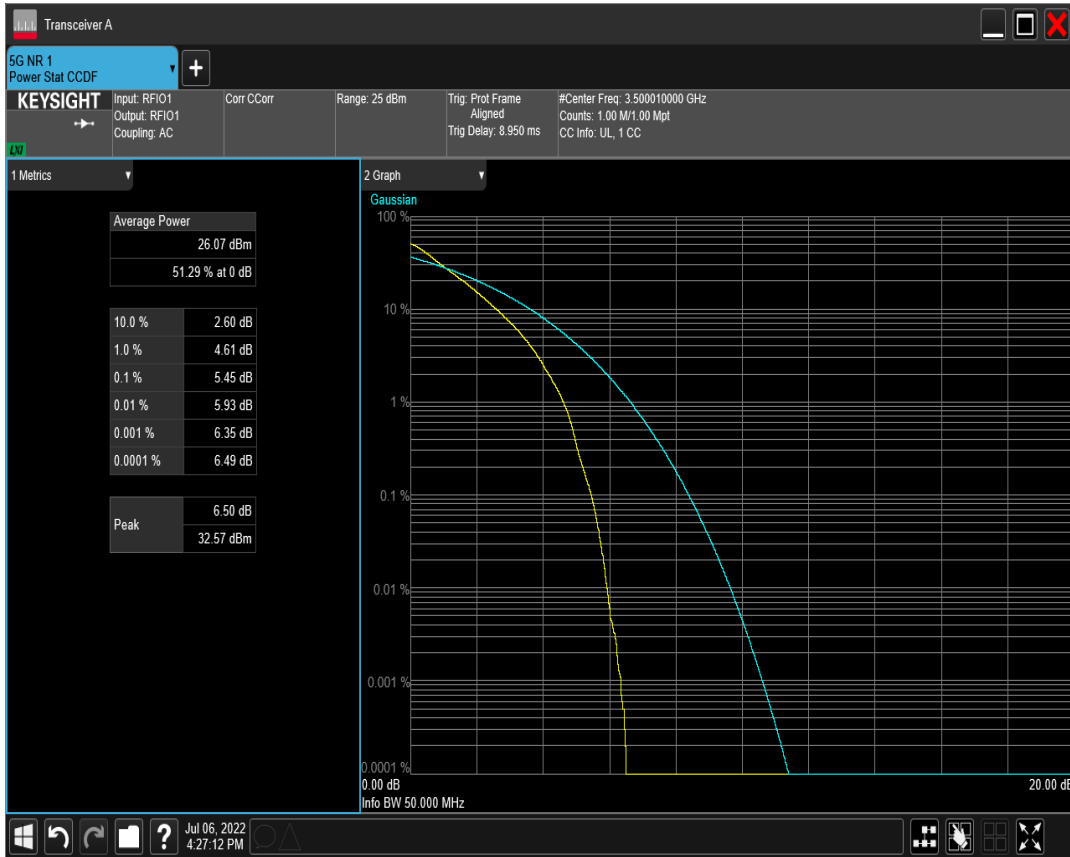 Transceiver A
5G NR 1
Power Stat CCDF
KEYSIGHT
LXI
Input: RFIO1
Output: RFIO1
Coupling: AC
Corr CCorr
Range: 25 dBm
Trig: Prot Frame
Aligned
Trig Delay: 8.950 ms
#Center Freq: 3.500010000 GHz
Counts: 1.00 M/1.00 Mpt
CC Info: UL, 1 CC
1 Metrics
Average Power
26.07 dBm
51.29 % at 0 dB
10.0 % 2.60 dB
1.0 % 4.61 dB
0.1 % 5.45 dB
0.01 % 5.93 dB
0.001 % 6.35 dB
0.0001 % 6.49 dB
Peak 6.50 dB
32.57 dBm
2 Graph
Gaussian
100 %
10 %
1 %
0.1 %
0.01 %
0.001 %
0.0001 %
0.00 dB 20.00 dB
Info BW 50.000 MHz
?
Jul 06, 2022
4:27:12 PM